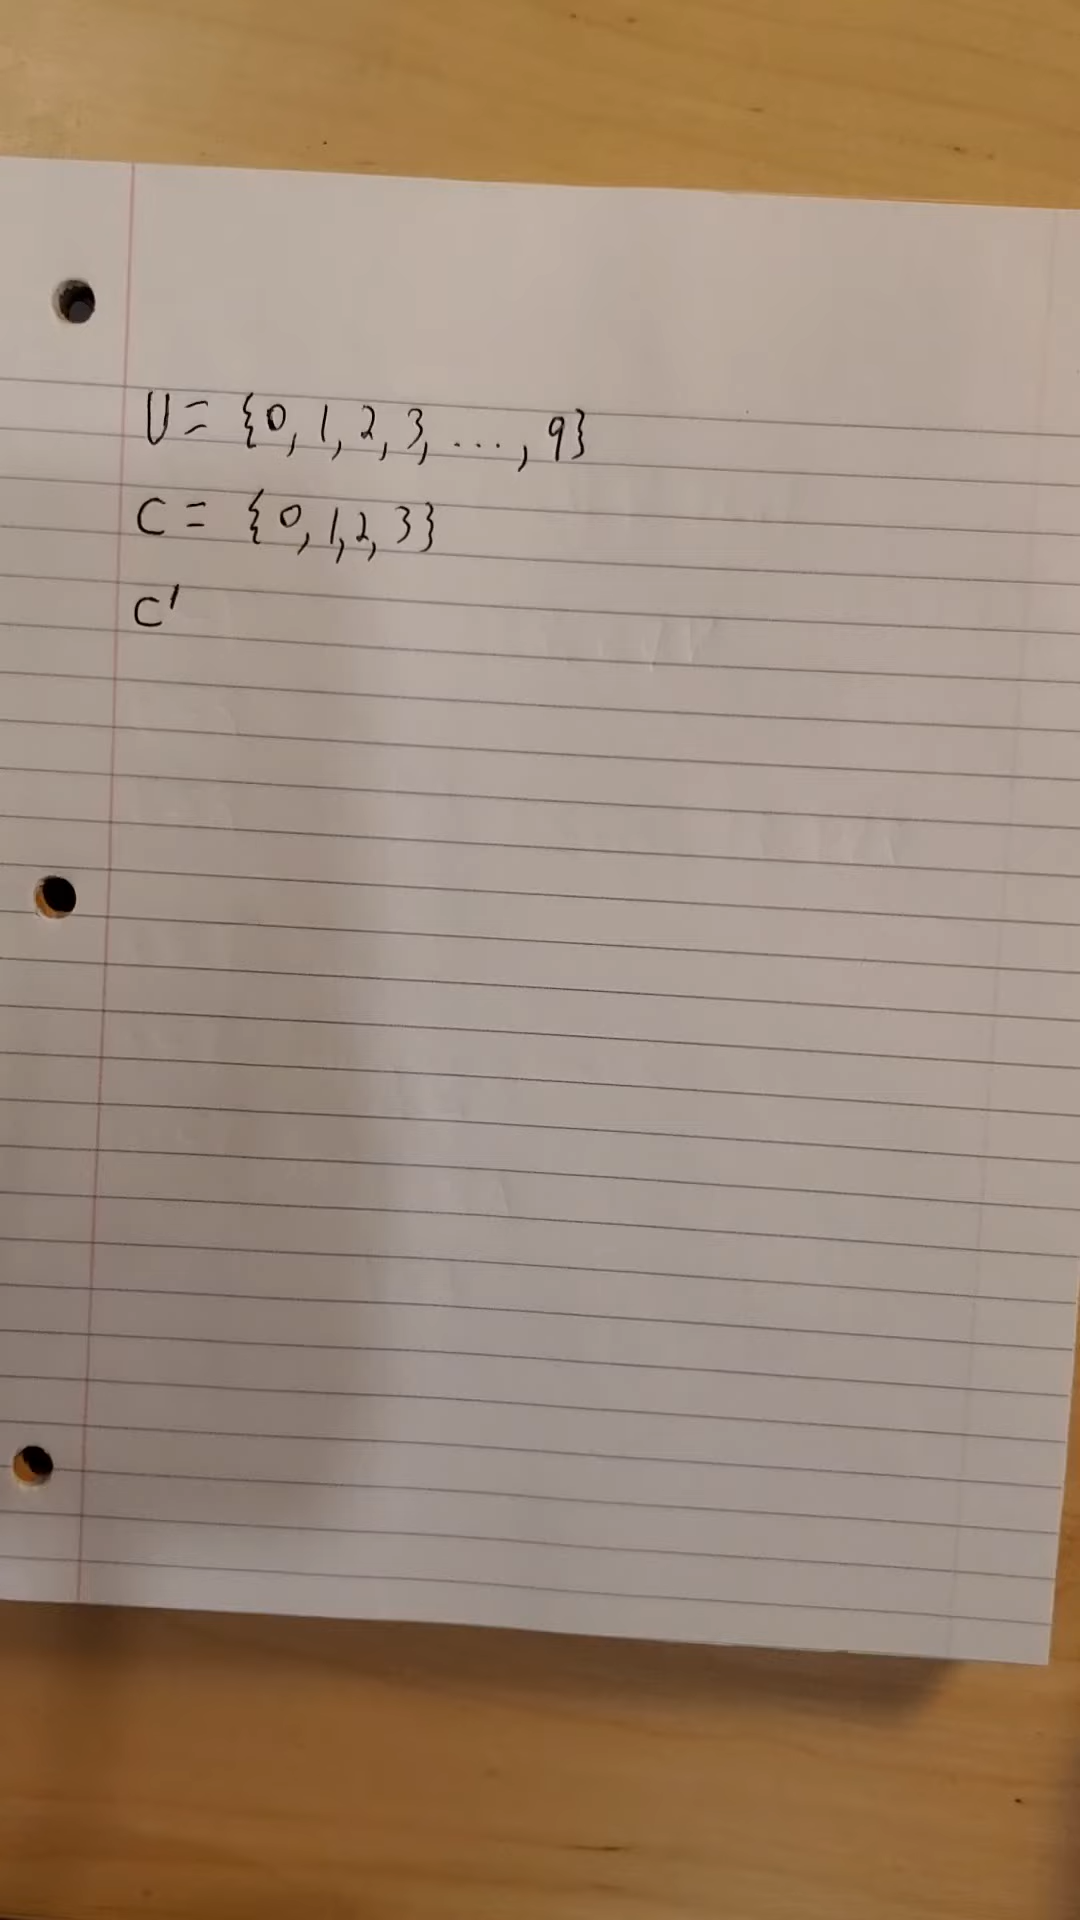 U = {0, 1, 2, 3, ..., 9}
C = {0, 1, 2, 3}
C'